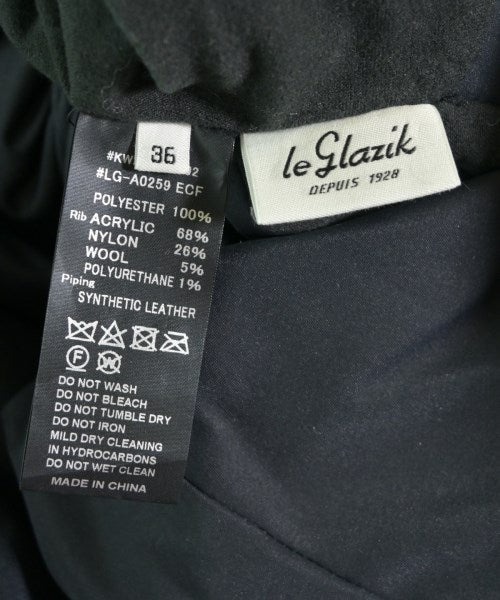 36
#KW 02
#LG-A0259 ECF
POLYESTER 100%
Rib ACRYLIC 68%
NYLON 26%
WOOL 5%
POLYURETHANE 1%
Piping
SYNTHETIC LEATHER
F W
DO NOT WASH
DO NOT BLEACH
DO NOT TUMBLE DRY
DO NOT IRON
MILD DRY CLEANING
IN HYDROCARBONS
DO NOT WET CLEAN
MADE IN CHINA
le Glazik
DEPUIS 1928